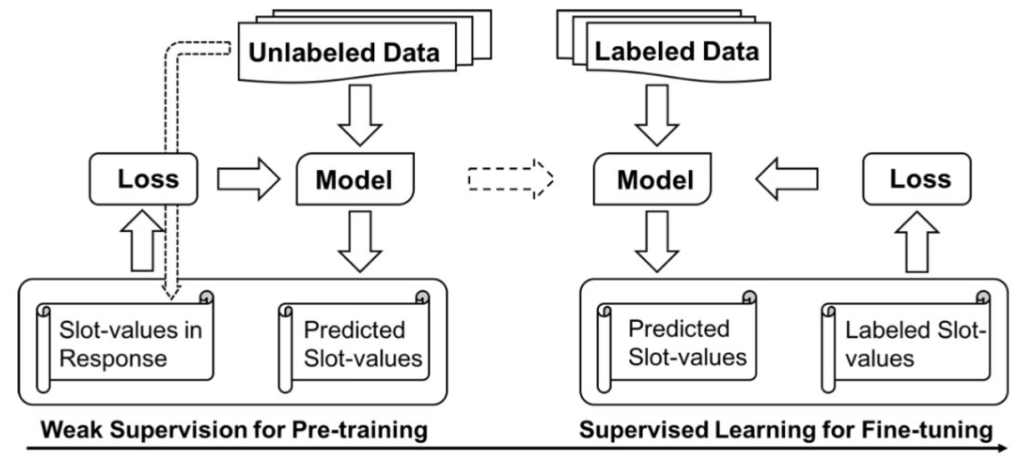 Unlabeled Data
Labeled Data
Loss
Model
Model
Loss
Slot-values in
Response
Predicted
Slot-values
Predicted
Slot-values
Labeled Slot-
values
Weak Supervision for Pre-training
Supervised Learning for Fine-tuning